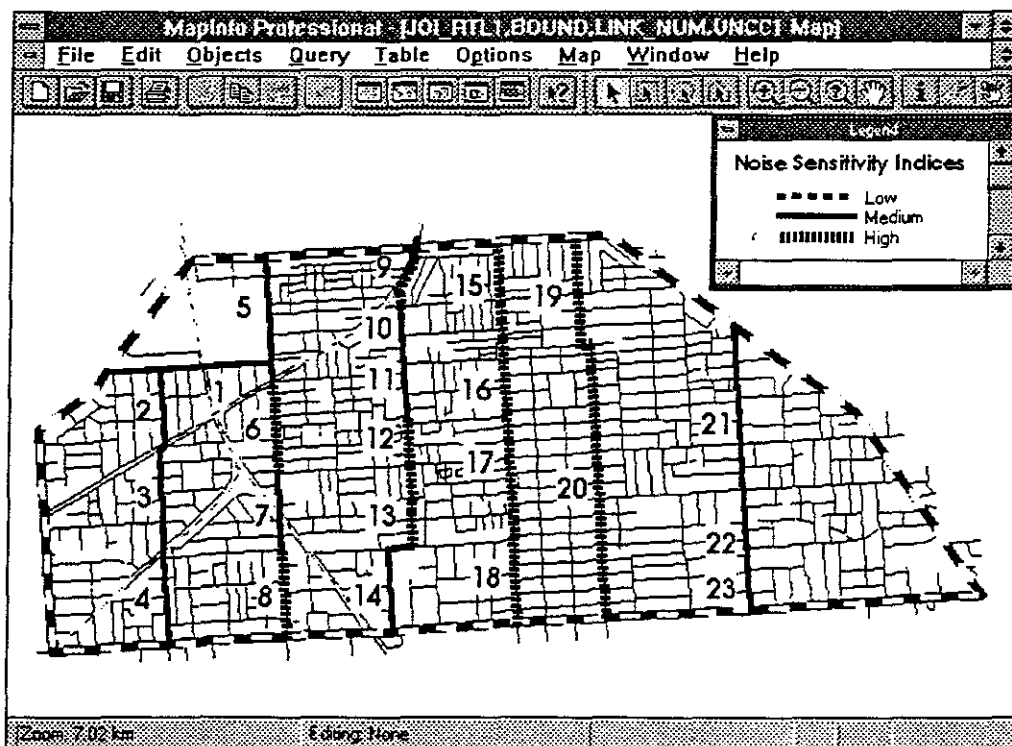 MapInfo Professional - [JOI_RTL1,BOUND,LINK_NUM,UNCC1 Map]
File Edit Objects Query Table Options Map Window Help
Legend
Noise Sensitivity Indices
Low
Medium
High
9
5
15
19
10
1
11
2
16
6
12
21
17
3
20
7
13
22
18
4
8
14
23
Zoom: 7.02 km
Editing: None